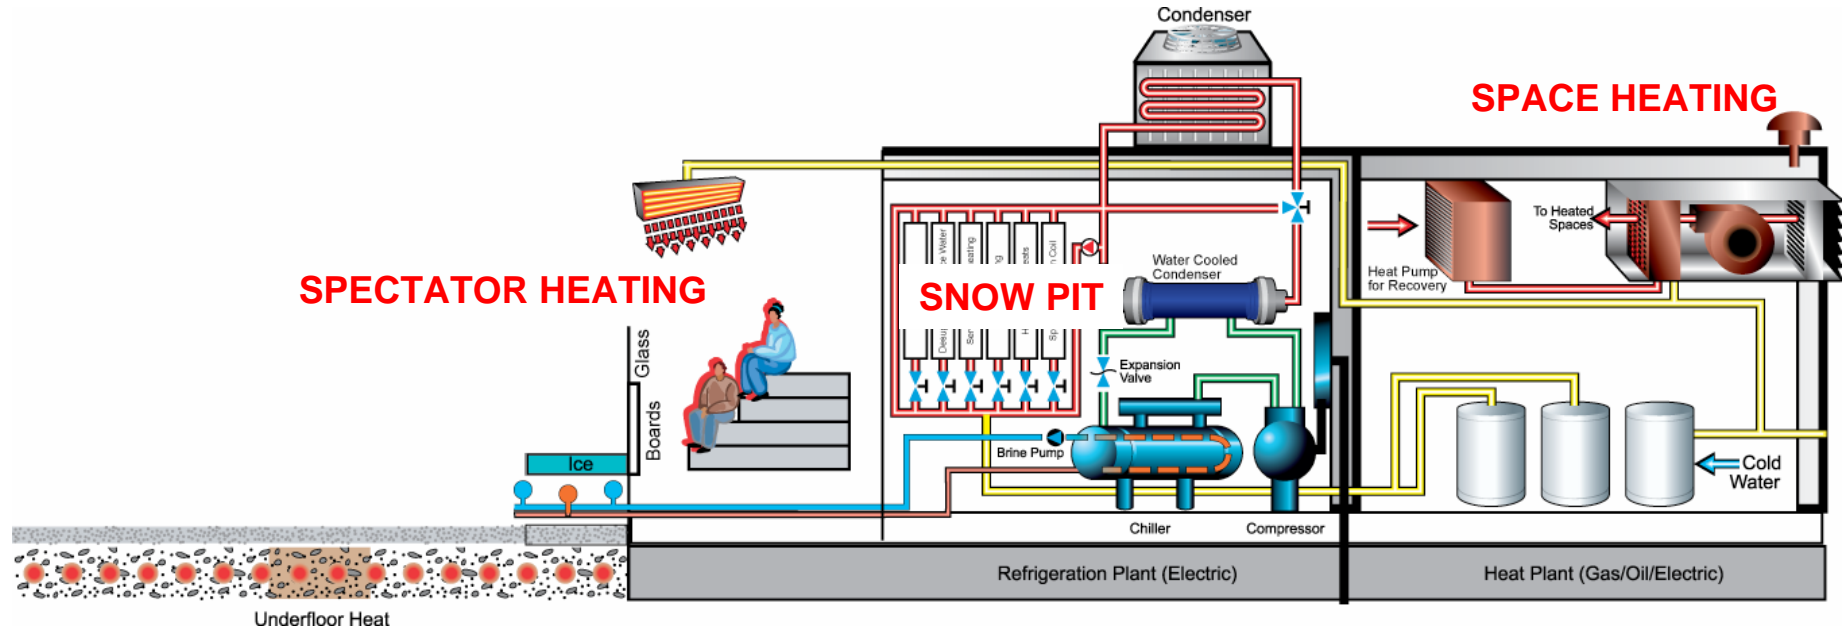 Condenser
SPACE HEATING
To Heated
Spaces
Heat Pump
for Recovery
Water Cooled
Condenser
SPECTATOR HEATING
SNOW PIT
Glass
Boards
Expansion
Valve
Brine Pump
Ice
Cold
Water
Chiller
Compressor
Refrigeration Plant (Electric)
Heat Plant (Gas/Oil/Electric)
Underfloor Heat